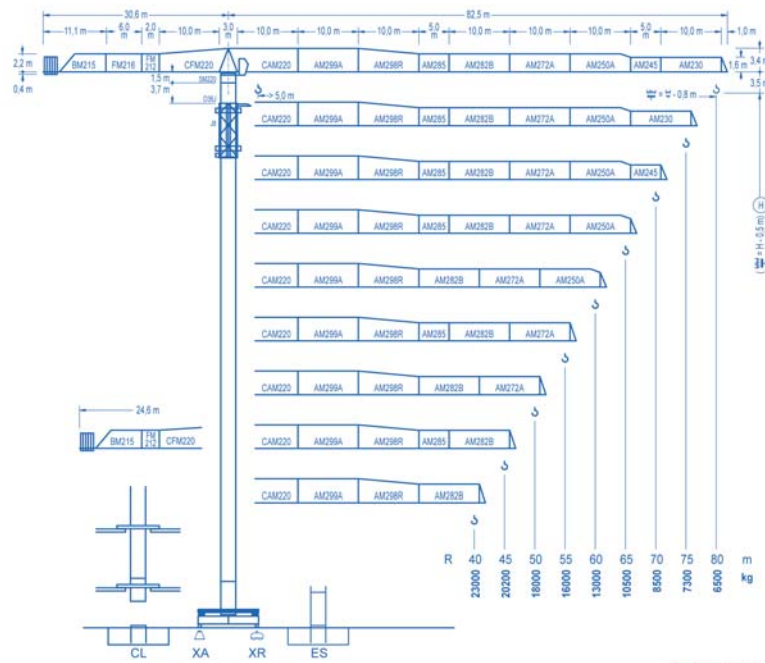 30,6 m 82,5 m
11,1 m 6,0 m 2,0 m 10,0 m 3,0 m 10,0 m 10,0 m 10,0 m 5,0 m 10,0 m 10,0 m 10,0 m 5,0 m 10,0 m 1,0 m
2,2 m BM215 FM216 FM 212 CFM220 CAM220 AM299A AM298R AM285 AM282B AM272A AM250A AM245 AM230 1,6 m 3,4 m
0,4 m 1,5 m 3,7 m -> 5,0 m - 0,8 m 3,5 m
CAM220 AM299A AM298R AM285 AM282B AM272A AM250A AM230
CAM220 AM299A AM298R AM285 AM282B AM272A AM250A AM245
H
= H - 0,5 m)
CAM220 AM299A AM298R AM285 AM282B AM272A AM250A
CAM220 AM299A AM298R AM282B AM272A AM250A
CAM220 AM299A AM298R AM285 AM282B AM272A
CAM220 AM299A AM298R AM282B AM272A
24,6 m
BM215 FM 212 CFM220 CAM220 AM299A AM298R AM285 AM282B
CAM220 AM299A AM298R AM282B
R 40 45 50 55 60 65 70 75 80 m
23000 20200 18000 16000 13000 10500 8500 7300 6500 kg
CL XA XR ES